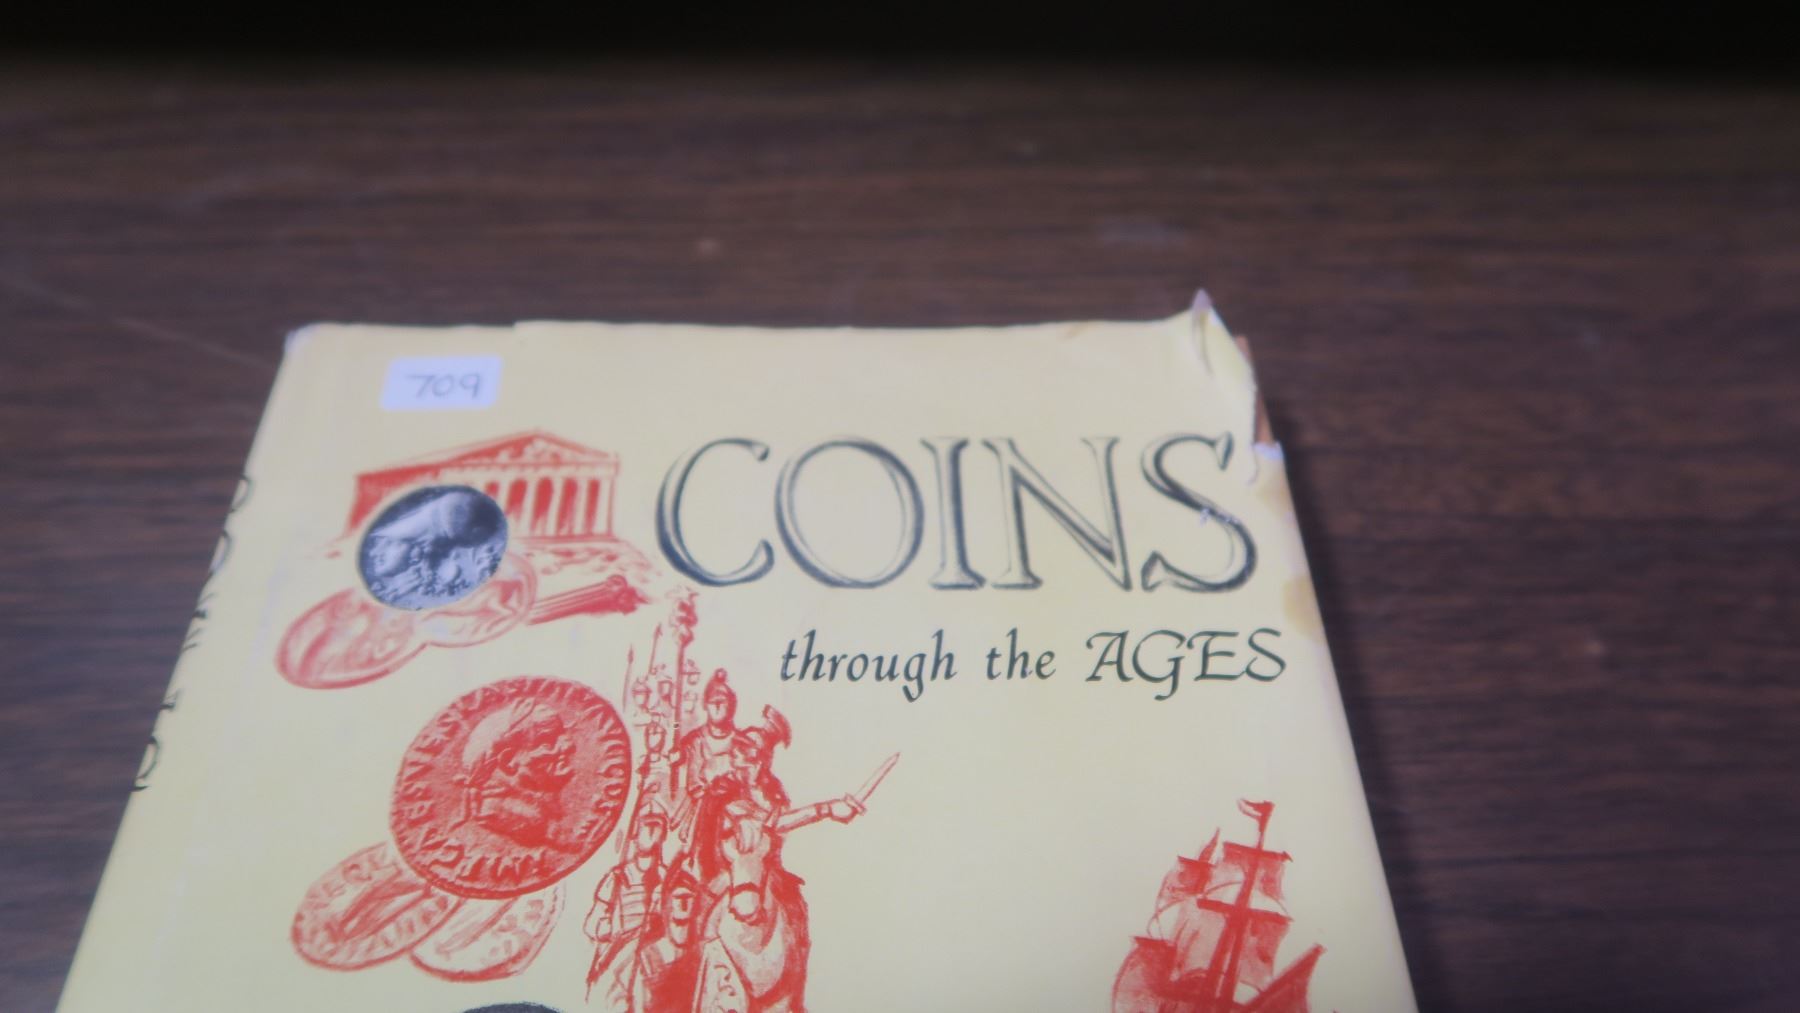 709
COINS
through the AGES